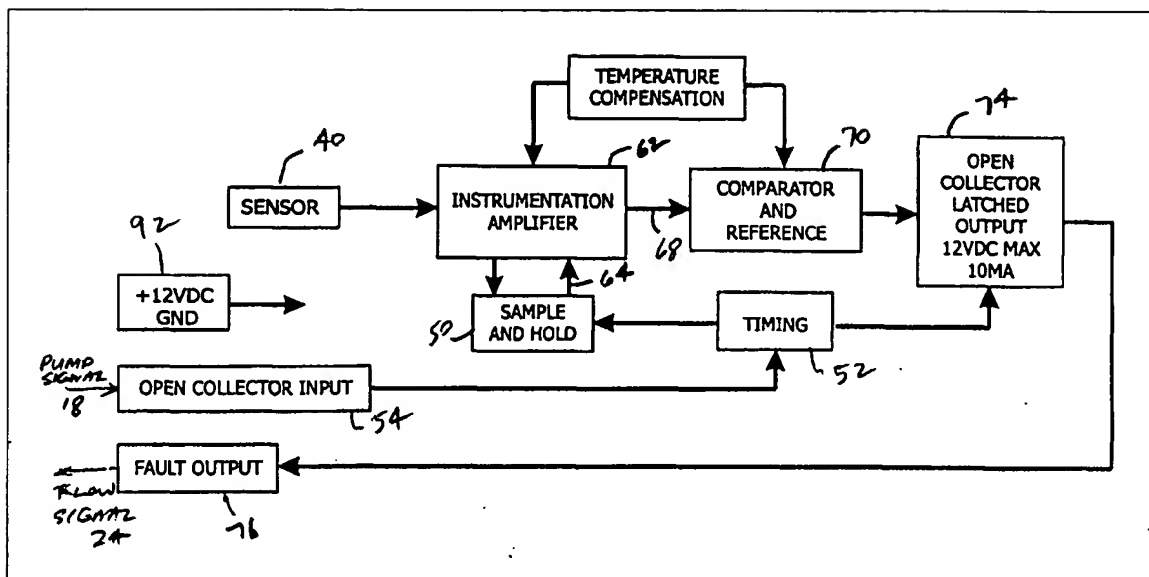 TEMPERATURE
COMPENSATION
74
40
62
70
OPEN
COLLECTOR
LATCHED
OUTPUT
12VDC MAX
10MA
SENSOR
INSTRUMENTATION
AMPLIFIER
COMPARATOR
AND
REFERENCE
68
92
64
+12VDC
GND
SAMPLE
AND HOLD
50
TIMING
52
PUMP
SIGNAL
18
OPEN COLLECTOR INPUT
54
FAULT OUTPUT
FLOW
SIGNAL
24
76